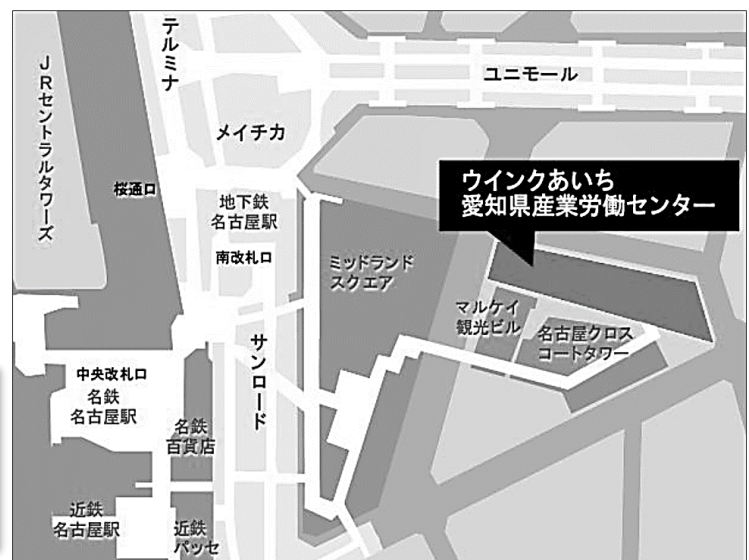 テルミナ
JRセントラルタワーズ
ユニモール
メイチカ
桜通口
ウインクあいち
愛知県産業労働センター
地下鉄
名古屋駅
南改札口
ミッドランド
スクエア
マルケイ
観光ビル
名古屋クロス
コートタワー
サンロード
中央改札口
名鉄
名古屋駅
名鉄
百貨店
近鉄
名古屋駅
近鉄
パッセ